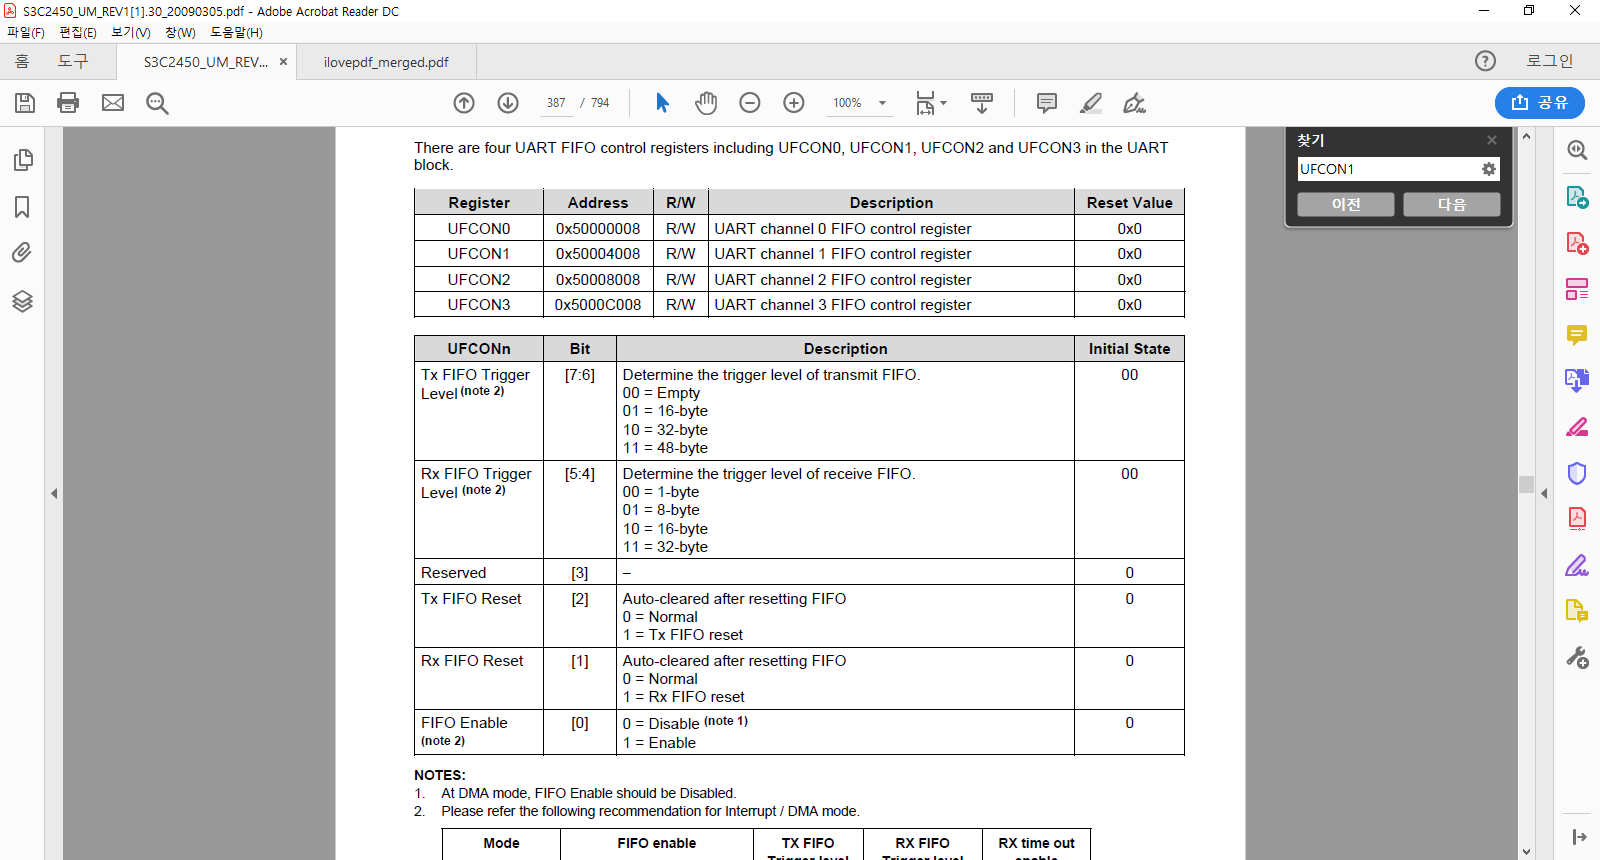 S3C2450_UM_REV1[1].30_20090305.pdf - Adobe Acrobat Reader DC
파일(F) 편집(E) 보기(V) 창(W) 도움말(H)
홈 도구 S3C2450_UM_REV... × ilovepdf_merged.pdf ? 로그인
387 / 794 100% 공유
찾기 ×
UFCON1
이전 다음
There are four UART FIFO control registers including UFCON0, UFCON1, UFCON2 and UFCON3 in the UART
block.
Register Address R/W Description Reset Value
UFCON0 0x50000008 R/W UART channel 0 FIFO control register 0x0
UFCON1 0x50004008 R/W UART channel 1 FIFO control register 0x0
UFCON2 0x50008008 R/W UART channel 2 FIFO control register 0x0
UFCON3 0x5000C008 R/W UART channel 3 FIFO control register 0x0
UFCONn Bit Description Initial State
Tx FIFO Trigger [7:6] Determine the trigger level of transmit FIFO. 00
Level (note 2) 00 = Empty
01 = 16-byte
10 = 32-byte
11 = 48-byte
Rx FIFO Trigger [5:4] Determine the trigger level of receive FIFO. 00
Level (note 2) 00 = 1-byte
01 = 8-byte
10 = 16-byte
11 = 32-byte
Reserved [3] – 0
Tx FIFO Reset [2] Auto-cleared after resetting FIFO 0
0 = Normal
1 = Tx FIFO reset
Rx FIFO Reset [1] Auto-cleared after resetting FIFO 0
0 = Normal
1 = Rx FIFO reset
FIFO Enable [0] 0 = Disable (note 1) 0
(note 2) 1 = Enable
NOTES:
1. At DMA mode, FIFO Enable should be Disabled.
2. Please refer the following recommendation for Interrupt / DMA mode.
Mode FIFO enable TX FIFO RX FIFO RX time out
Trigger level Trigger level enable